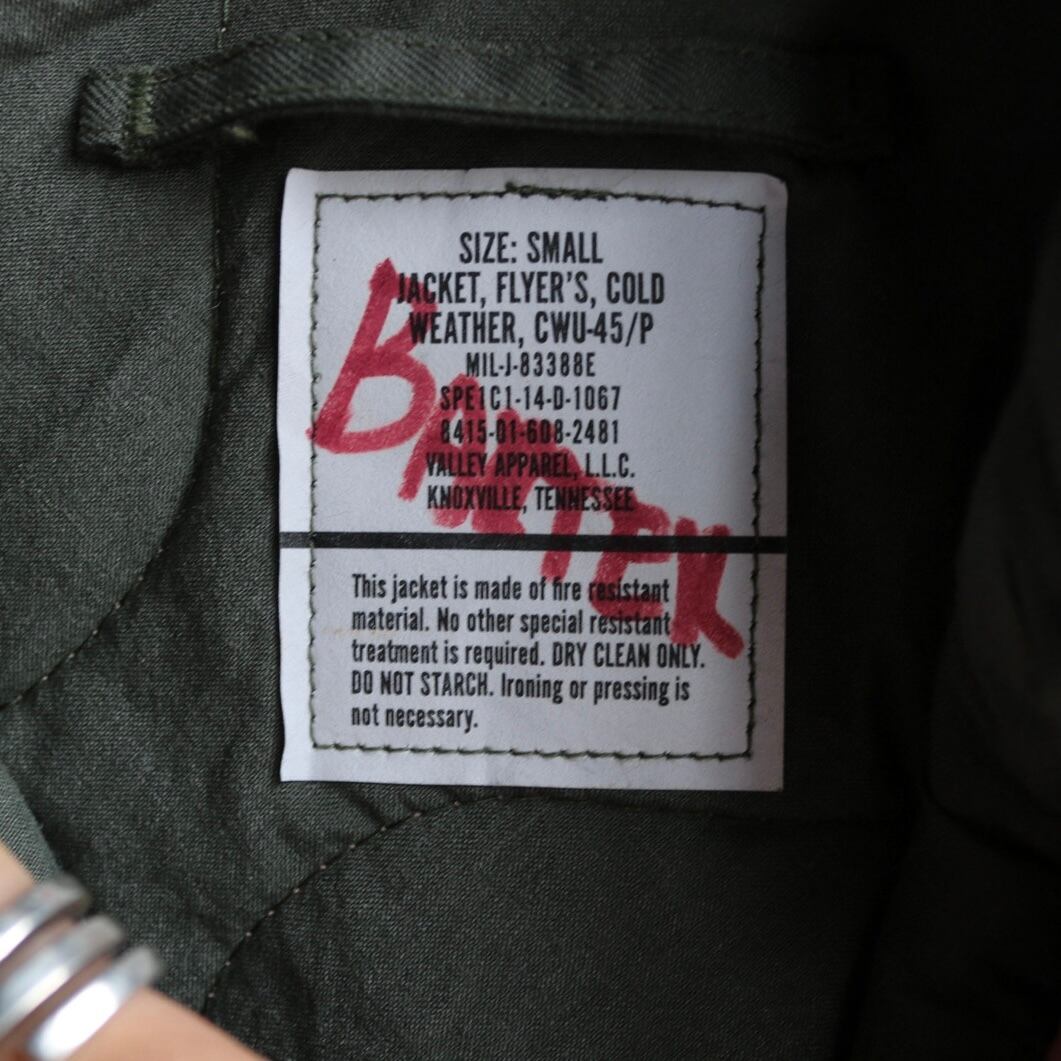 SIZE: SMALL
JACKET, FLYER'S, COLD
WEATHER, CWU-45/P
MIL-J-83388E
SPE1C1-14-D-1067
8415-01-608-2481
VALLEY APPAREL, L.L.C.
KNOXVILLE, TENNESSEE
This jacket is made of fire resistant
material. No other special resistant
treatment is required. DRY CLEAN ONLY.
DO NOT STARCH. Ironing or pressing is
not necessary.